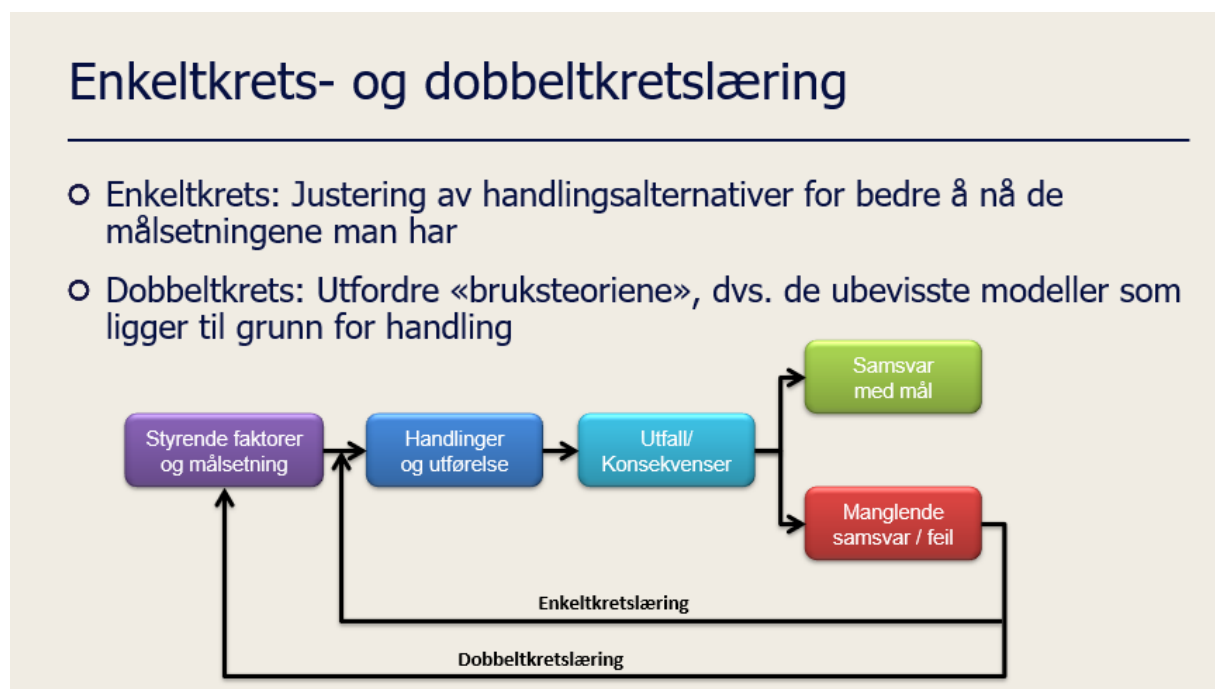 Enkeltkrets- og dobbeltkretslæring
Enkeltkrets: Justering av handlingsalternativer for bedre å nå de
målsetningene man har
Dobbeltkrets: Utfordre «bruksteoriene», dvs. de ubevisste modeller som
ligger til grunn for handling
Samsvar
med mål
Styrende faktorer
og målsetning
Handlinger
og utførelse
Utfall/
Konsekvenser
Manglende
samsvar / feil
Enkeltkretslæring
Dobbeltkretslæring